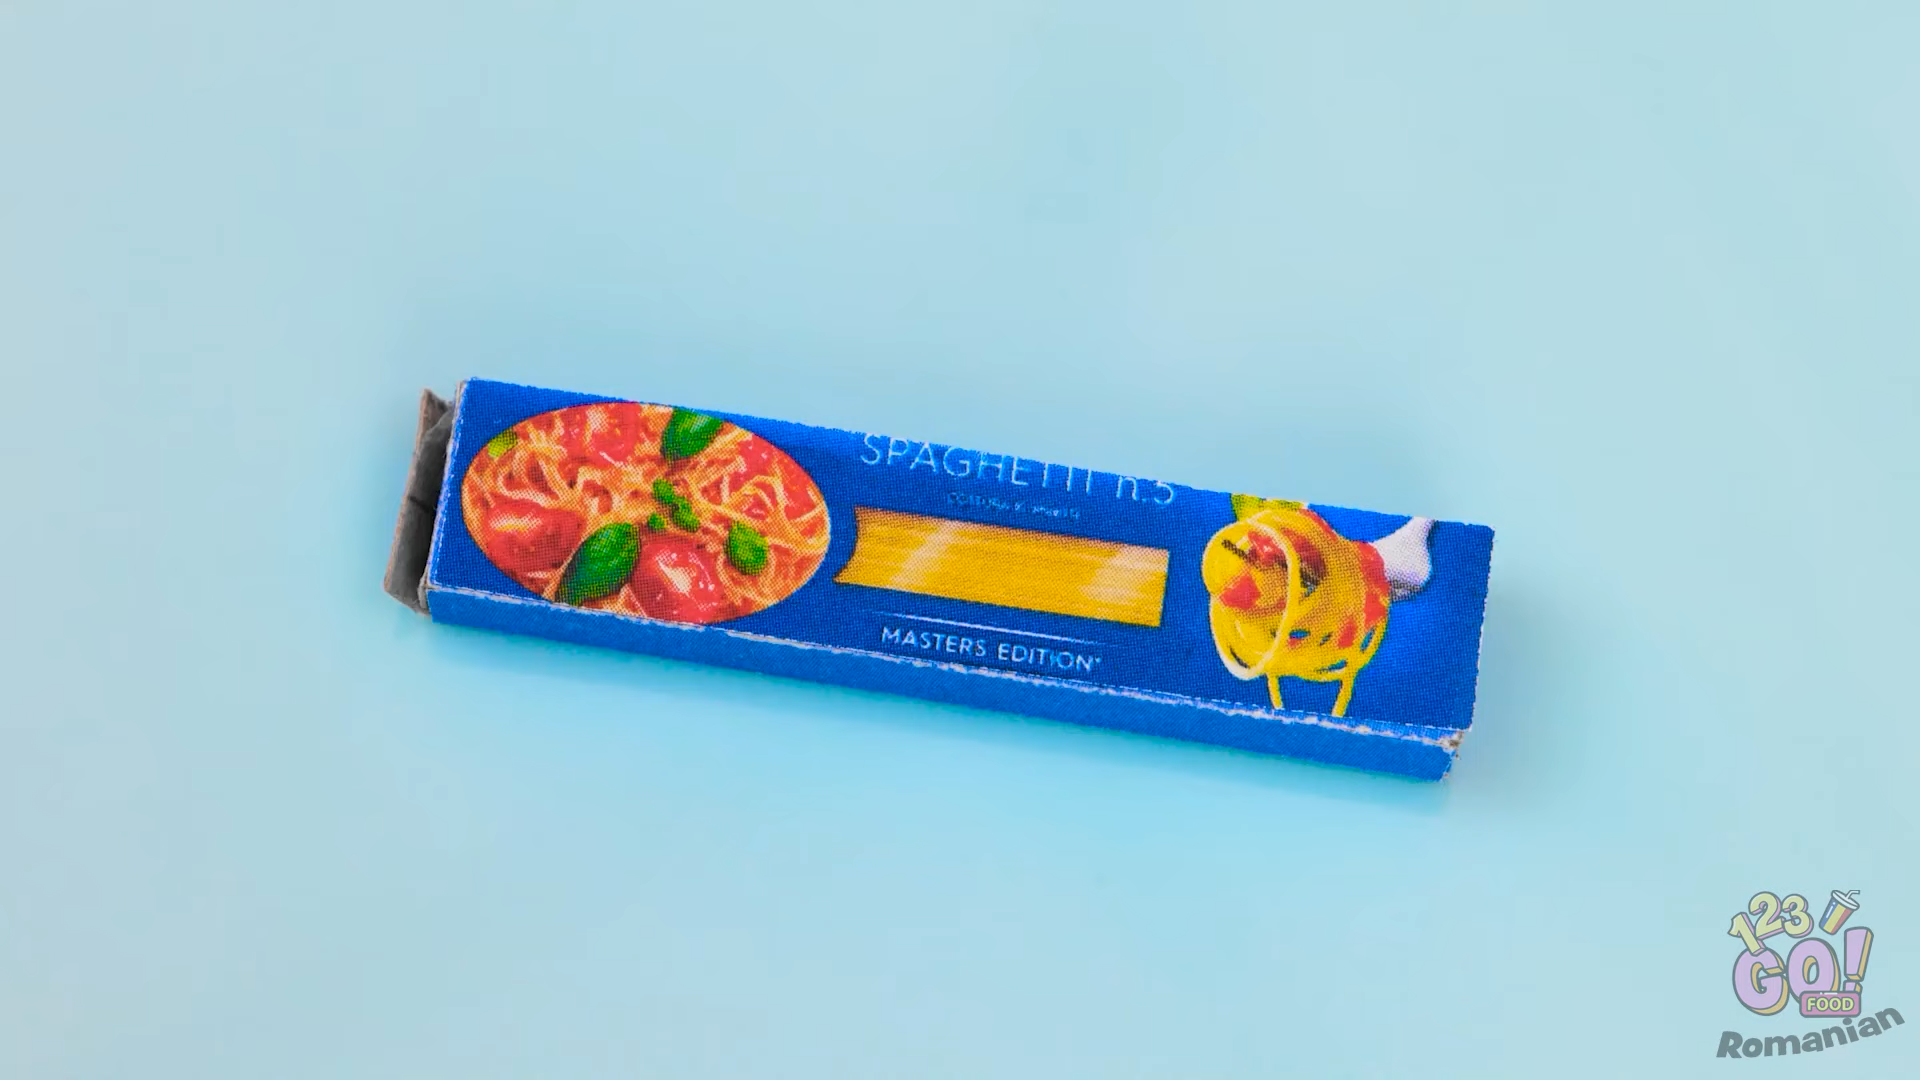 SPAGHETTI n.5
MASTERS EDITION*
123
GO!
FOOD
Romanian